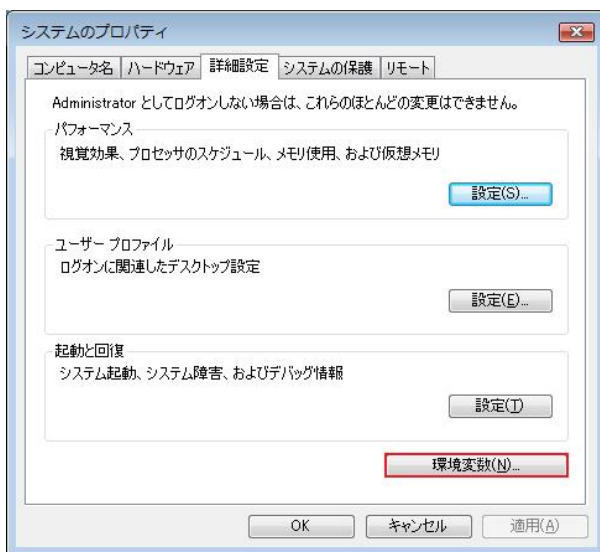 システムのプロパティ
コンピュータ名 ハードウェア 詳細設定 システムの保護 リモート
Administrator としてログオンしない場合は、これらのほとんどの変更はできません。
パフォーマンス
視覚効果、プロセッサのスケジュール、メモリ使用、および仮想メモリ
設定(S)...
ユーザー プロファイル
ログオンに関連したデスクトップ設定
設定(E)...
起動と回復
システム起動、システム障害、およびデバッグ情報
設定(T)
環境変数(N)...
OK キャンセル 適用(A)